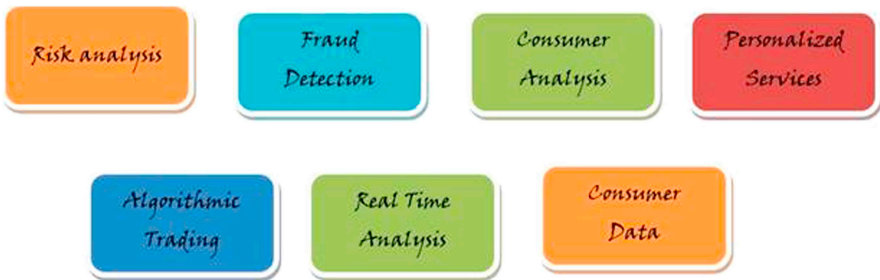 Risk analysis
Fraud
Detection
Consumer
Analysis
Personalized
Services
Algorithmic
Trading
Real Time
Analysis
Consumer
Data